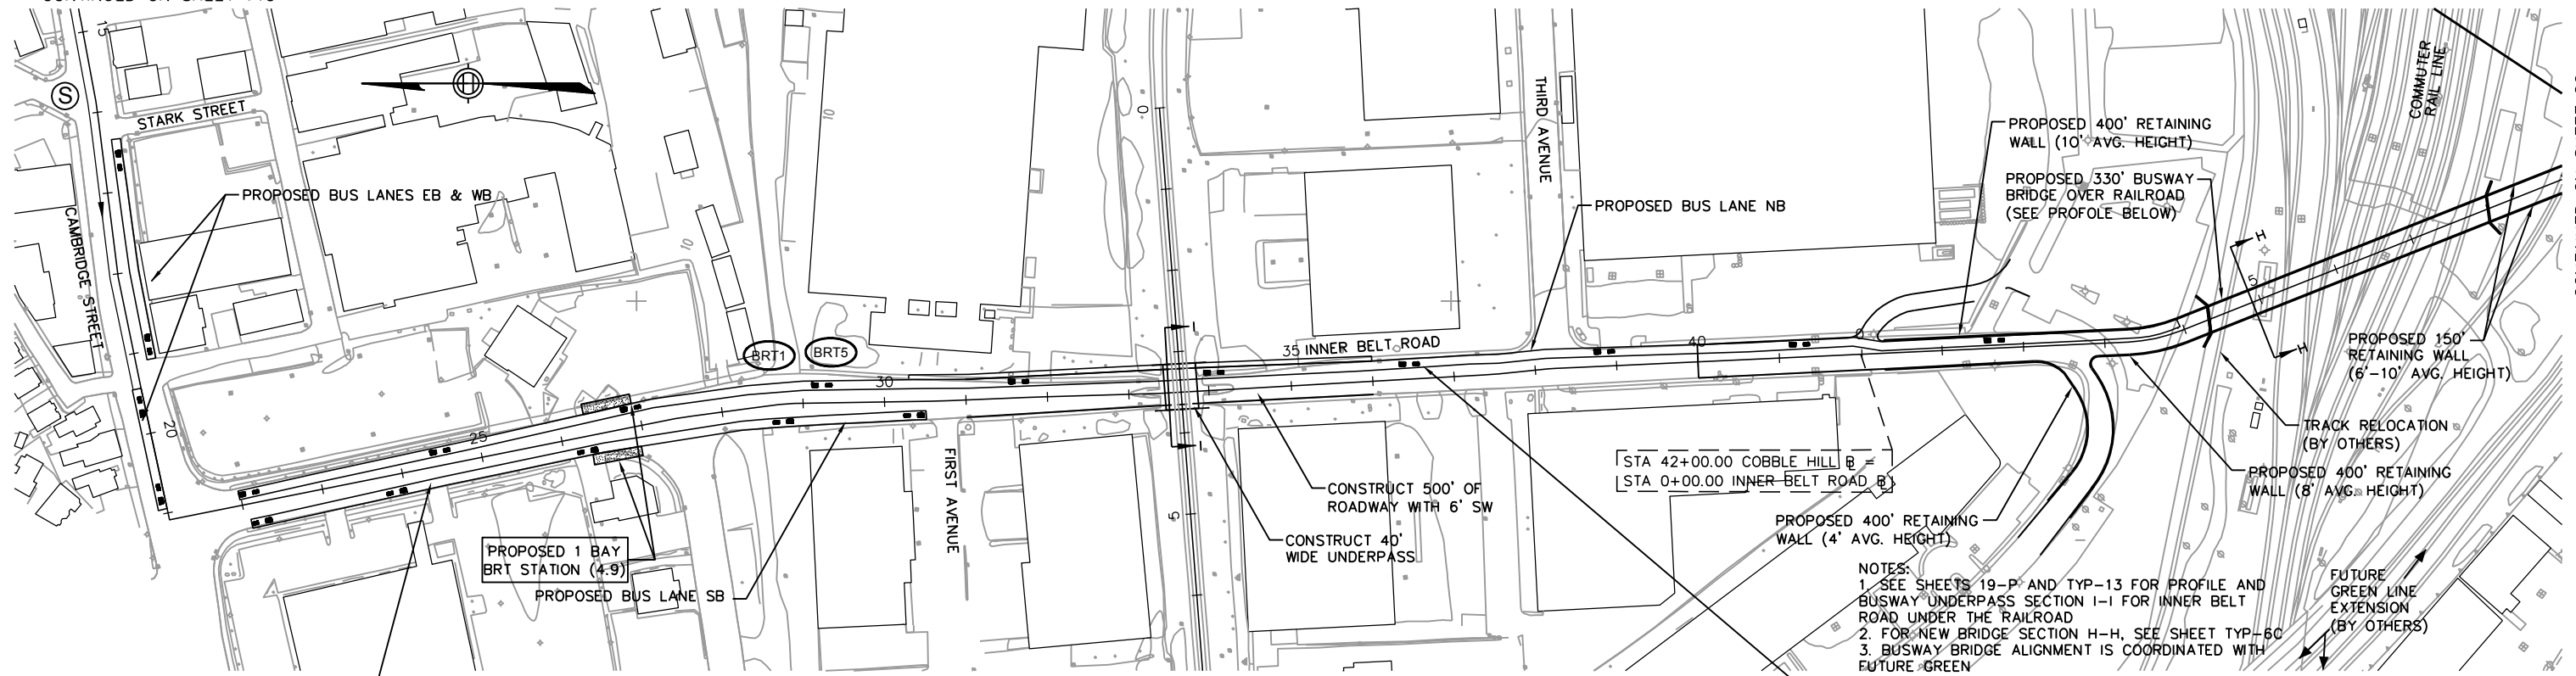 15
S
STARK STREET
CAMBRIDGE STREET
PROPOSED BUS LANES EB & WB
20
25
PROPOSED 1 BAY
BRT STATION (4.9)
PROPOSED BUS LANE SB
10
10
BRT1
BRT5
30
FIRST AVENUE
0
5
I
I
35 INNER BELT ROAD
THIRD AVENUE
PROPOSED BUS LANE NB
CONSTRUCT 500' OF
ROADWAY WITH 6' SW
CONSTRUCT 40'
WIDE UNDERPASS
40
0
STA 42+00.00 COBBLE HILL B =
STA 0+00.00 INNER BELT ROAD B
PROPOSED 400' RETAINING
WALL (10' AVG. HEIGHT)
PROPOSED 330' BUSWAY
BRIDGE OVER RAILROAD
(SEE PROFOLE BELOW)
COMMUTER
RAIL LINE
H
H
5
PROPOSED 150'
RETAINING WALL
(6'-10' AVG. HEIGHT)
TRACK RELOCATION
(BY OTHERS)
PROPOSED 400' RETAINING
WALL (8' AVG. HEIGHT)
PROPOSED 400' RETAINING
WALL (4' AVG. HEIGHT)
NOTES:
1. SEE SHEETS 19-P AND TYP-13 FOR PROFILE AND
BUSWAY UNDERPASS SECTION I-I FOR INNER BELT
ROAD UNDER THE RAILROAD
2. FOR NEW BRIDGE SECTION H-H, SEE SHEET TYP-6C
3. BUSWAY BRIDGE ALIGNMENT IS COORDINATED WITH
FUTURE GREEN
FUTURE
GREEN LINE
EXTENSION
(BY OTHERS)